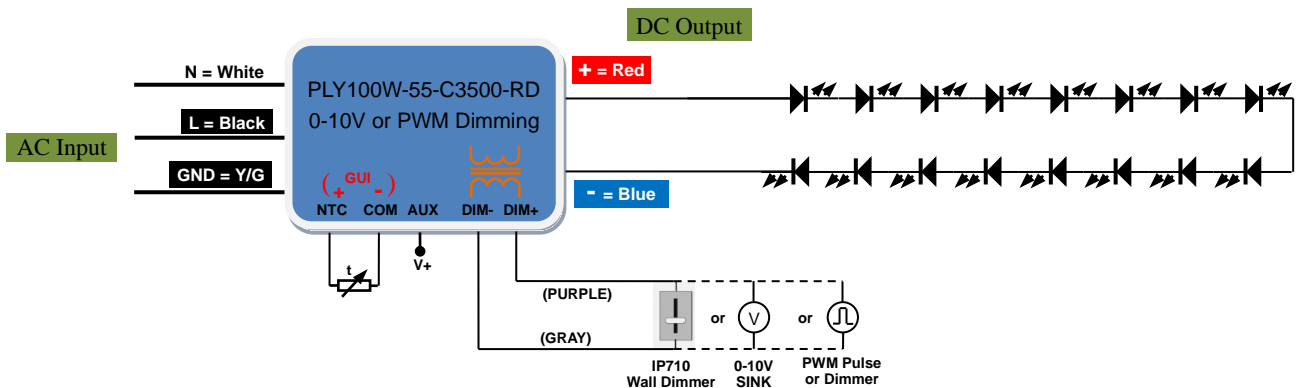 DC Output
N = White
L = Black
AC Input
GND = Y/G
PLY100W-55-C3500-RD
0-10V or PWM Dimming
(+ GUI -)
NTC COM AUX DIM- DIM+
+ = Red
- = Blue
t
V+
(PURPLE)
(GRAY)
or
V
or
IP710
Wall Dimmer
0-10V
SINK
PWM Pulse
or Dimmer